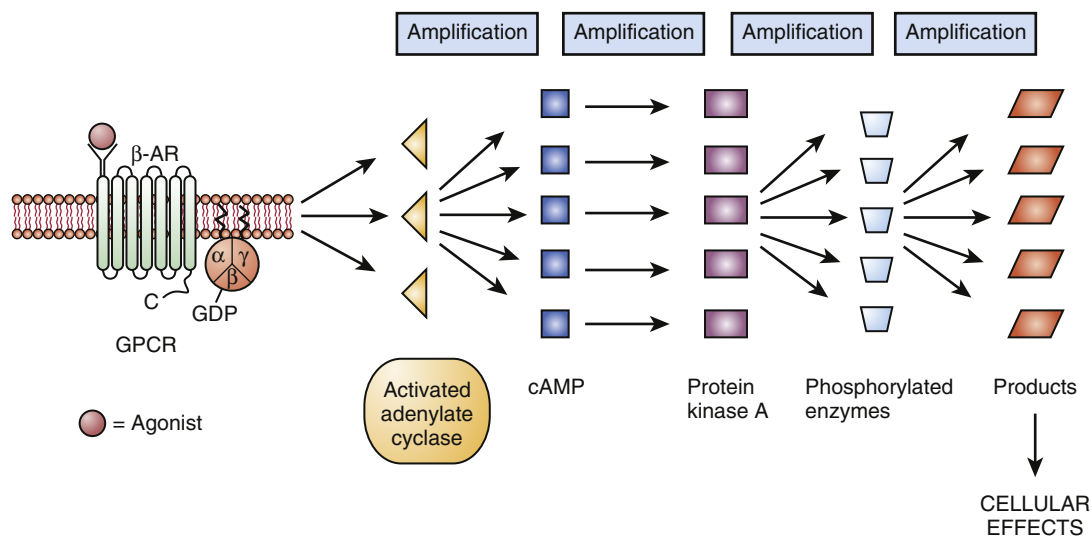 Amplification
Amplification
Amplification
Amplification
β-AR
α
γ
β
C
GDP
GPCR
= Agonist
Activated
adenylate
cyclase
cAMP
Protein
kinase A
Phosphorylated
enzymes
Products
CELLULAR
EFFECTS